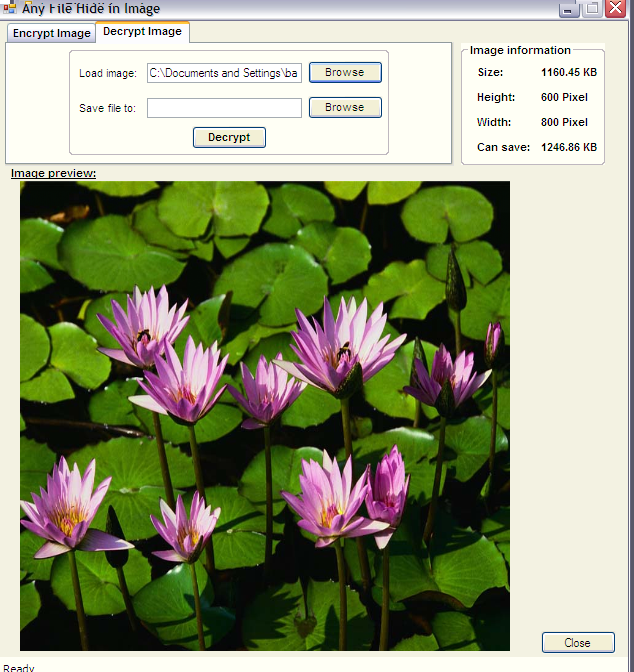 Any File Hide in Image
Encrypt Image
Decrypt Image
Load image:
C:\Documents and Settings\ba
Browse
Save file to:
Browse
Decrypt
Image information
Size: 1160.45 KB
Height: 600 Pixel
Width: 800 Pixel
Can save: 1246.86 KB
Image preview:
Close
Ready